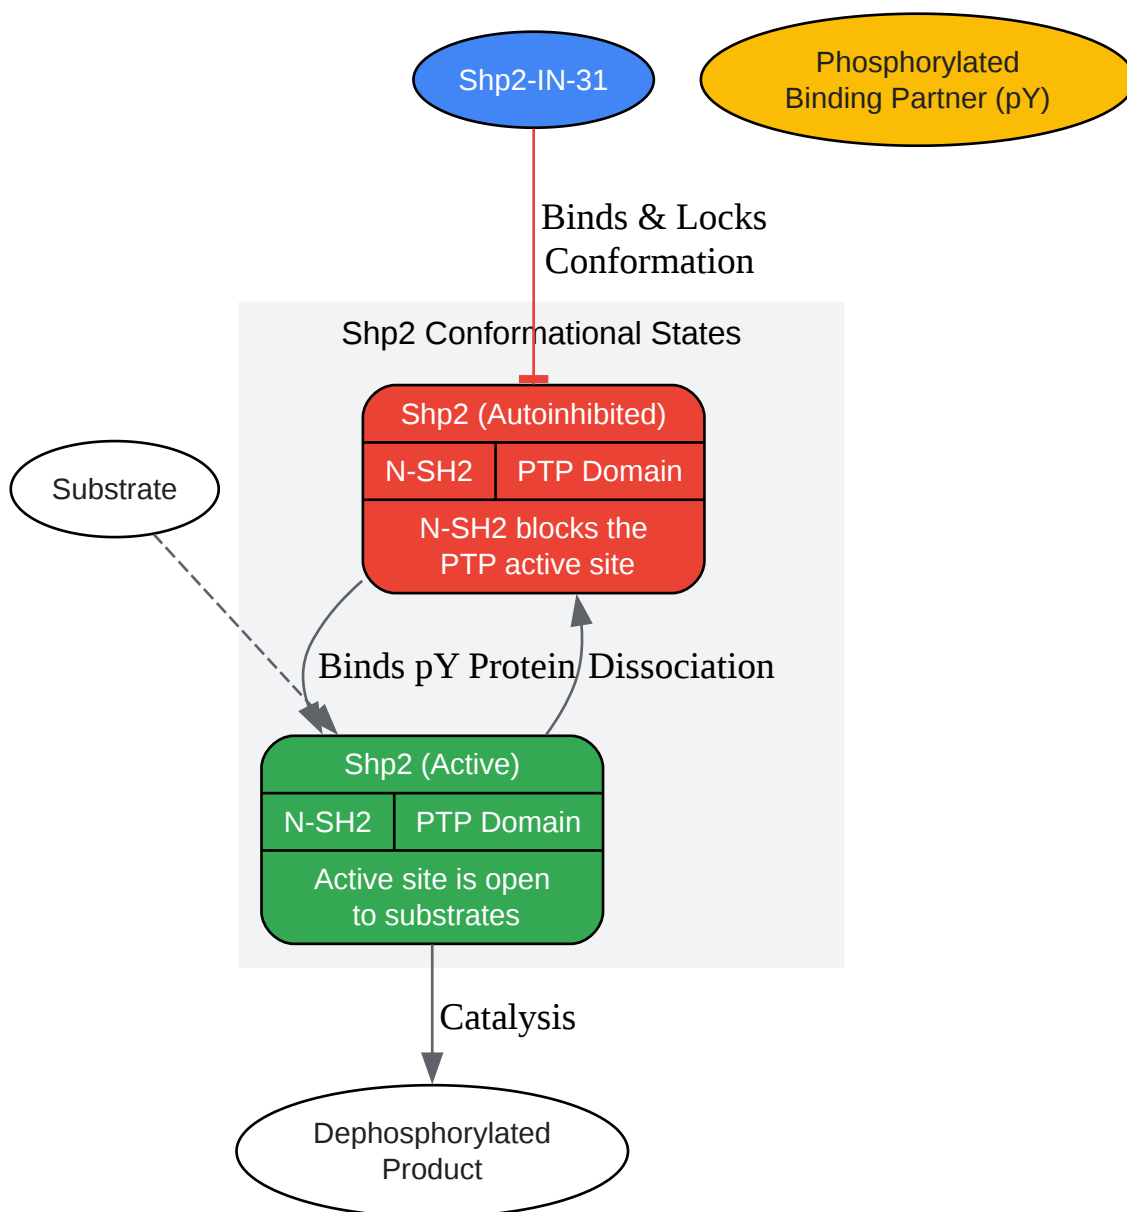 Shp2-IN-31
Phosphorylated
Binding Partner (pY)
Binds & Locks
Conformation
Shp2 Conformational States
Shp2 (Autoinhibited)
N-SH2
PTP Domain
N-SH2 blocks the
PTP active site
Substrate
Binds pY Protein
Dissociation
Shp2 (Active)
N-SH2
PTP Domain
Active site is open
to substrates
Catalysis
Dephosphorylated
Product